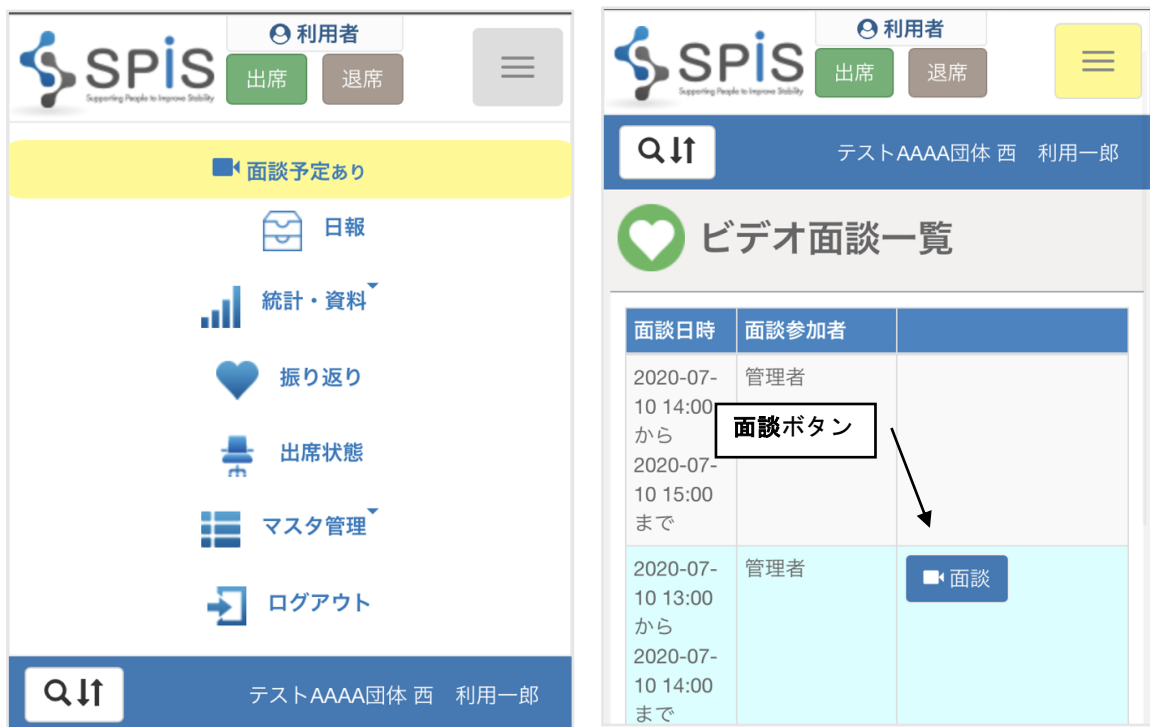 SPiS
Supporting People to Improve Stability
利用者
出席
退席
面談予定あり
日報
統計・資料
振り返り
出席状態
マスタ管理
ログアウト
テストAAAA団体 西　利用一郎
SPiS
Supporting People to Improve Stability
利用者
出席
退席
テストAAAA団体 西　利用一郎
ビデオ面談一覧
面談日時
面談参加者
2020-07-
10 14:00
から
2020-07-
10 15:00
まで
管理者
面談ボタン
2020-07-
10 13:00
から
2020-07-
10 14:00
まで
管理者
面談